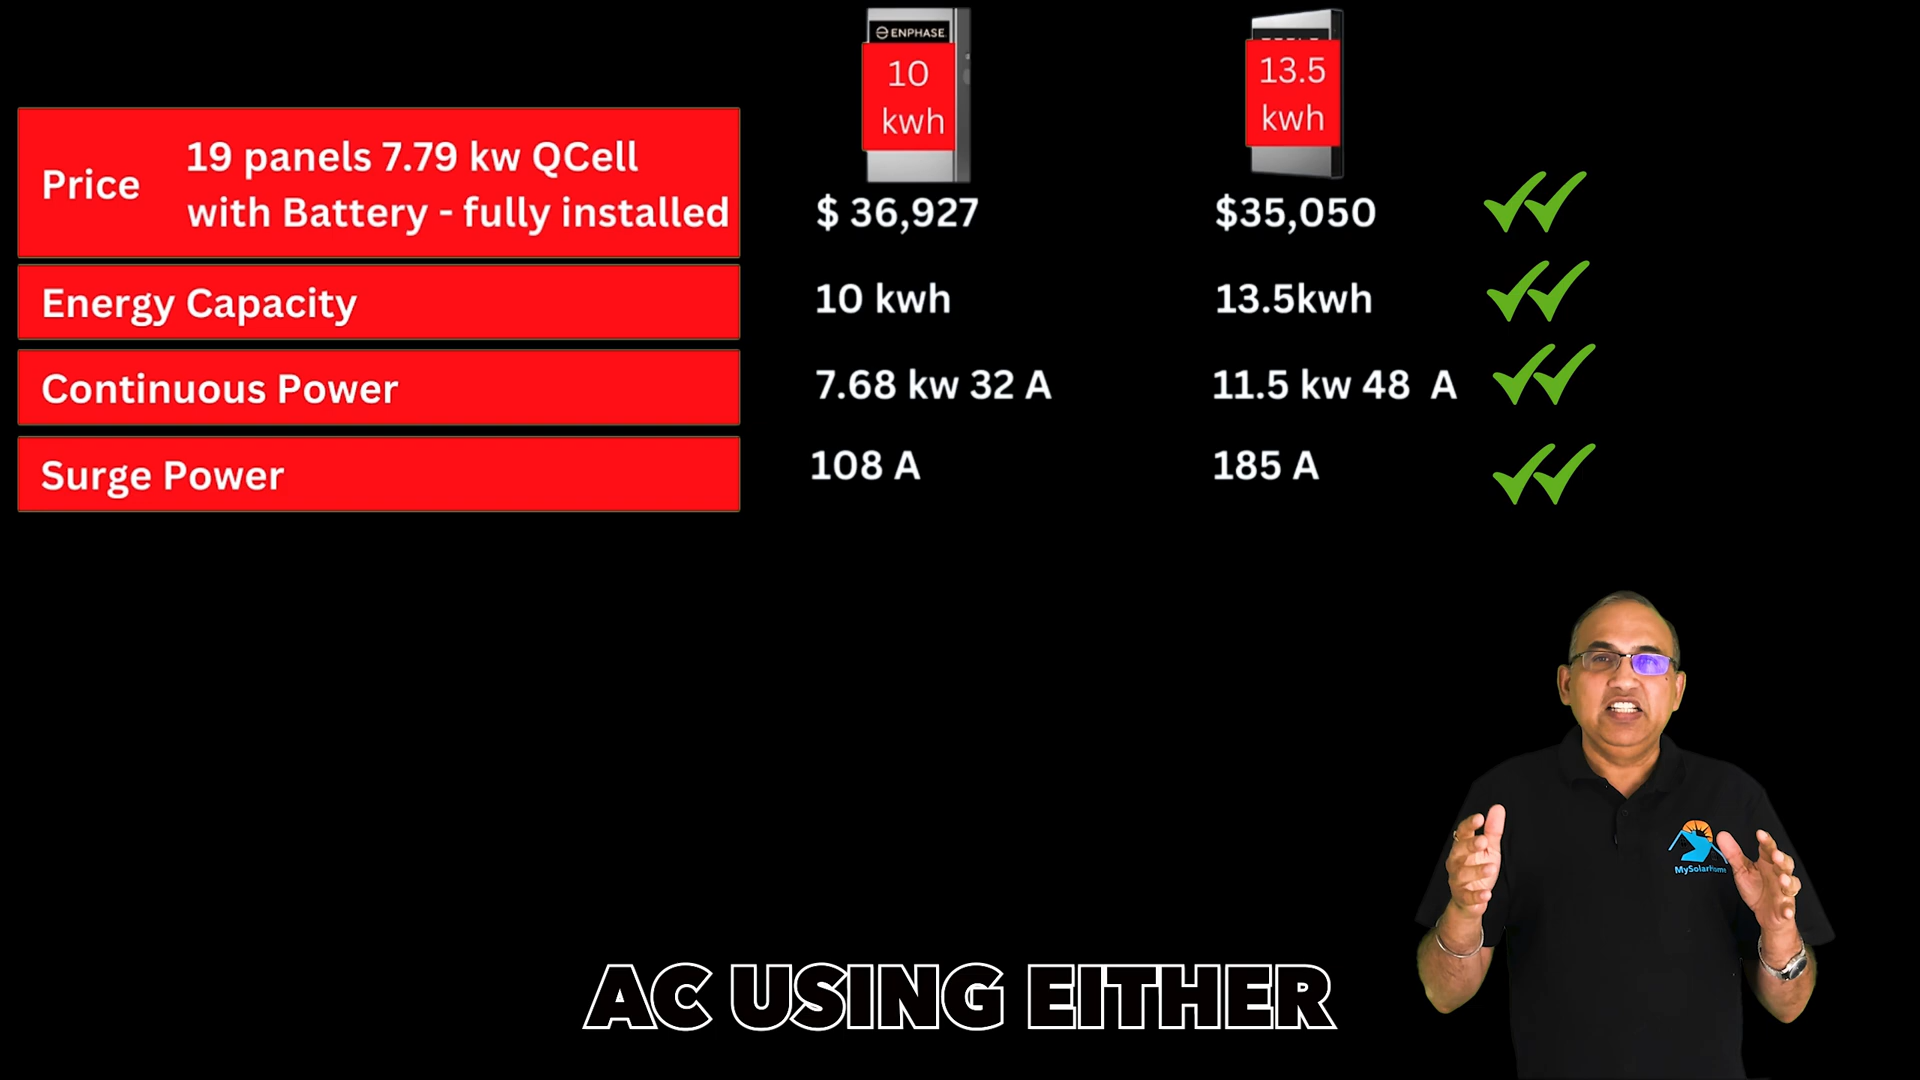 ENPHASE
10
kwh
13.5
kwh
Price
19 panels 7.79 kw QCell
with Battery - fully installed
$ 36,927
$35,050
Energy Capacity
10 kwh
13.5kwh
Continuous Power
7.68 kw 32 A
11.5 kw 48 A
Surge Power
108 A
185 A
MySolarHome
AC USING EITHER